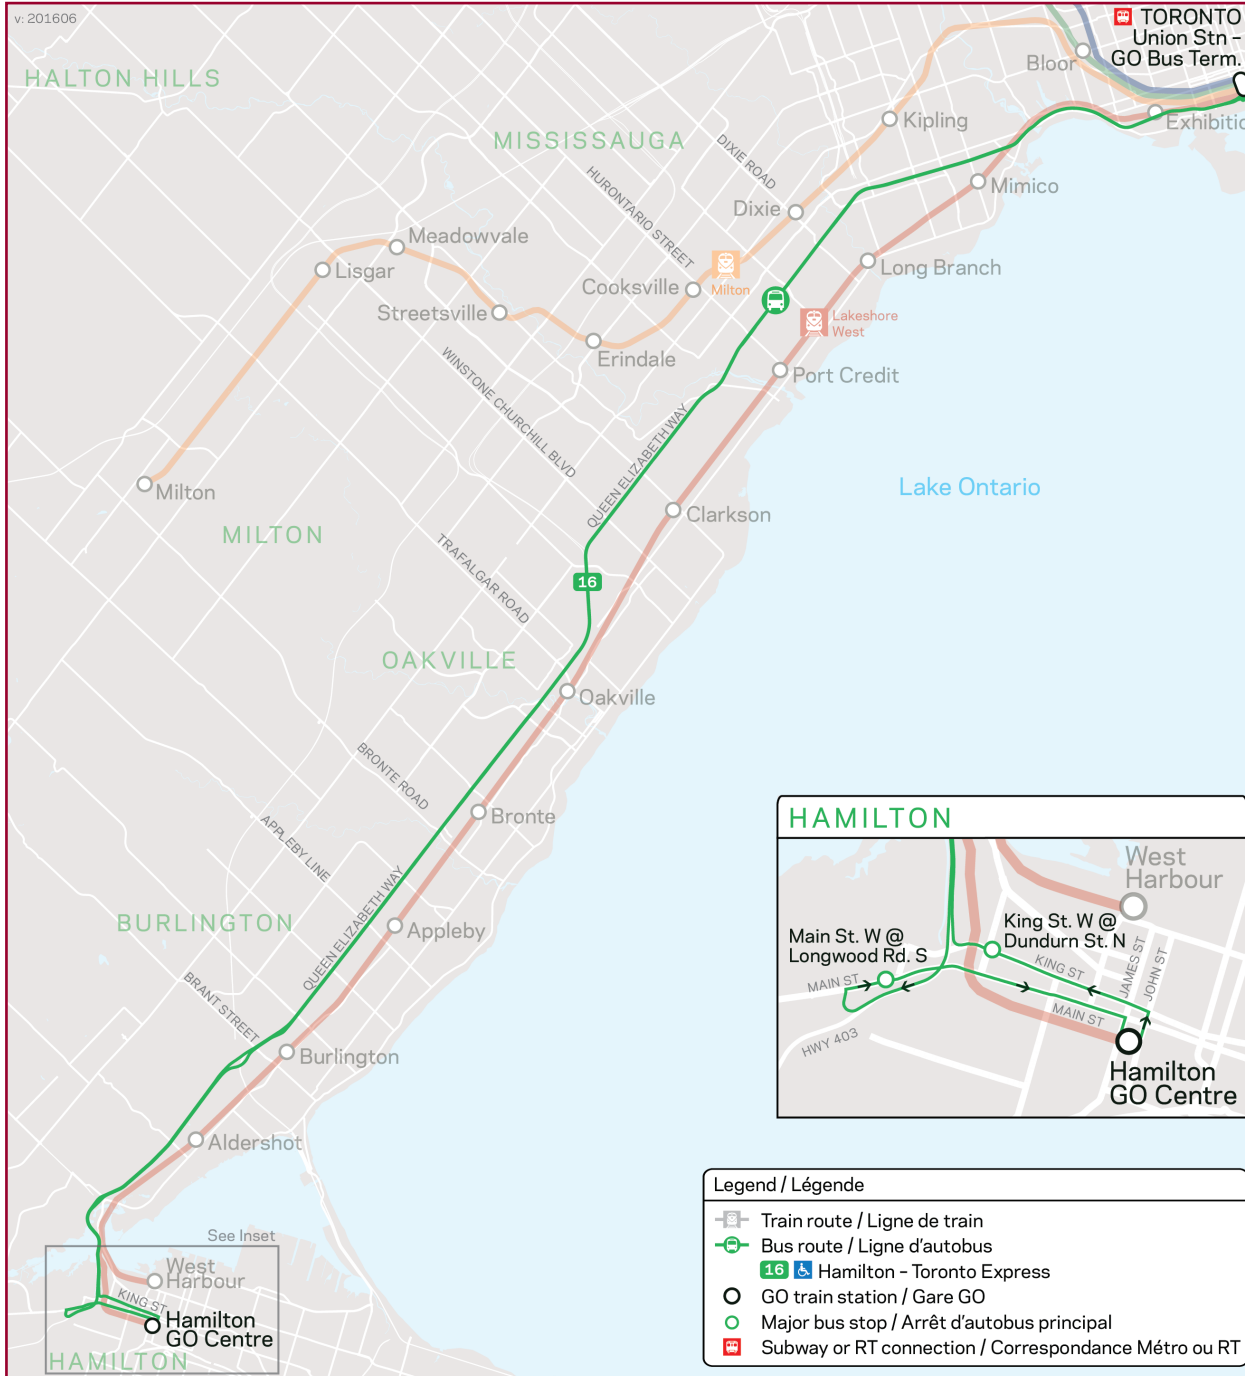 v: 201606
TORONTO
Union Stn –
GO Bus Term.
HALTON HILLS
Bloor
Kipling
Exhibitio
MISSISSAUGA
DIXIE ROAD
HURONTARIO STREET
Mimico
Dixie
Meadowvale
Lisgar
Long Branch
Cooksville
Milton
Streetsville
Lakeshore
West
Erindale
WINSTONE CHURCHILL BLVD
Port Credit
QUEEN ELIZABETH WAY
Milton
Lake Ontario
Clarkson
MILTON
TRAFALGAR ROAD
16
OAKVILLE
Oakville
BRONTE ROAD
Bronte
APPLEBY LINE
QUEEN ELIZABETH WAY
BURLINGTON
Appleby
BRANT STREET
Burlington
Aldershot
See Inset
West
Harbour
KING ST
Hamilton
GO Centre
HAMILTON
HAMILTON
West
Harbour
King St. W @
Dundurn St. N
Main St. W @
Longwood Rd. S
MAIN ST
KING ST
JAMES ST
JOHN ST
MAIN ST
HWY 403
Hamilton
GO Centre
Legend / Légende
Train route / Ligne de train
Bus route / Ligne d'autobus
16 Hamilton – Toronto Express
GO train station / Gare GO
Major bus stop / Arrêt d'autobus principal
Subway or RT connection / Correspondance Métro ou RT